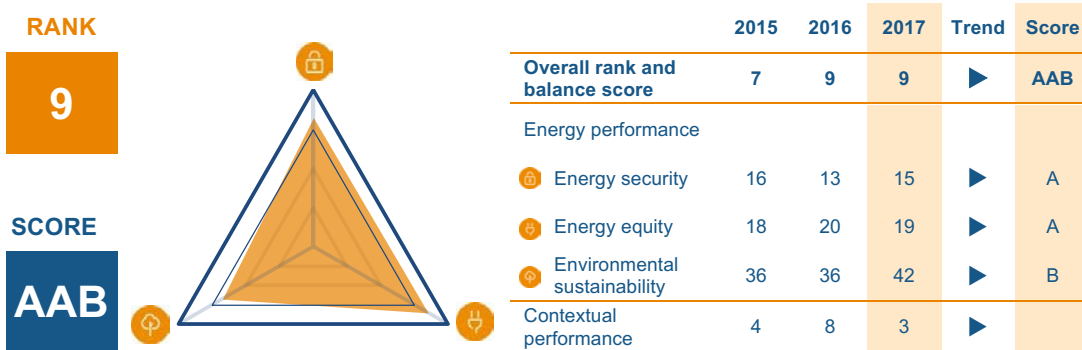 RANK
9
SCORE
AAB
2015 2016 2017 Trend Score
Overall rank and
balance score 7 9 9 AAB
Energy performance
Energy security 16 13 15 A
Energy equity 18 20 19 A
Environmental
sustainability 36 36 42 B
Contextual
performance 4 8 3